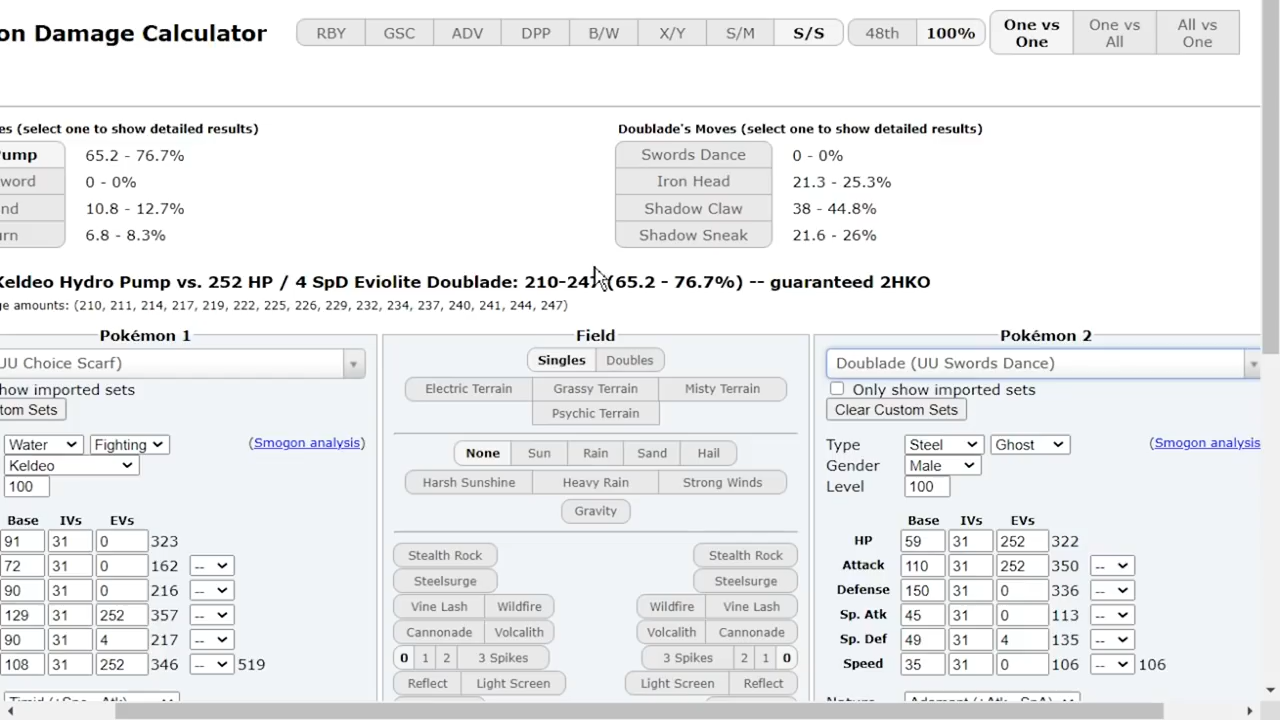 on Damage Calculator
RBY GSC ADV DPP B/W X/Y S/M S/S 48th 100% One vs One One vs All All vs One
es (select one to show detailed results)
Pump 65.2 - 76.7%
word 0 - 0%
nd 10.8 - 12.7%
urn 6.8 - 8.3%
Doublade's Moves (select one to show detailed results)
Swords Dance 0 - 0%
Iron Head 21.3 - 25.3%
Shadow Claw 38 - 44.8%
Shadow Sneak 21.6 - 26%
Keldeo Hydro Pump vs. 252 HP / 4 SpD Eviolite Doublade: 210-247 (65.2 - 76.7%) -- guaranteed 2HKO
ge amounts: (210, 211, 214, 217, 219, 222, 225, 226, 229, 232, 234, 237, 240, 241, 244, 247)
Pokémon 1
UU Choice Scarf)
how imported sets
tom Sets
Water Fighting (Smogon analysis)
Keldeo
100
Base IVs EVs
91 31 0 323
72 31 0 162 --
90 31 0 216 --
129 31 252 357 --
90 31 4 217 --
108 31 252 346 -- 519
Field
Singles Doubles
Electric Terrain Grassy Terrain Misty Terrain
Psychic Terrain
None Sun Rain Sand Hail
Harsh Sunshine Heavy Rain Strong Winds
Gravity
Stealth Rock Stealth Rock
Steelsurge Steelsurge
Vine Lash Wildfire Wildfire Vine Lash
Cannonade Volcalith Volcalith Cannonade
0 1 2 3 Spikes 3 Spikes 2 1 0
Reflect Light Screen Light Screen Reflect
Pokémon 2
Doublade (UU Swords Dance)
Only show imported sets
Clear Custom Sets
Type Steel Ghost (Smogon analysis
Gender Male
Level 100
Base IVs EVs
HP 59 31 252 322
Attack 110 31 252 350 --
Defense 150 31 0 336 --
Sp. Atk 45 31 0 113 --
Sp. Def 49 31 4 135 --
Speed 35 31 0 106 -- 106